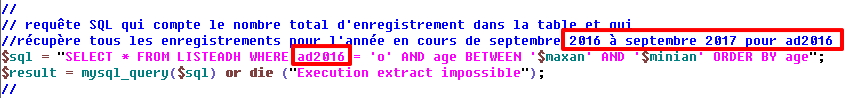 //
// requête SQL qui compte le nombre total d'enregistrement dans la table et qui
//récupère tous les enregistrements pour l'année en cours de septembre 2016 à septembre 2017 pour ad2016
$sql = "SELECT * FROM LISTEADH WHERE ad2016 = 'o' AND age BETWEEN '$maxan' AND '$minian' ORDER BY age";
$result = mysql_query($sql) or die ("Execution extract impossible");
//